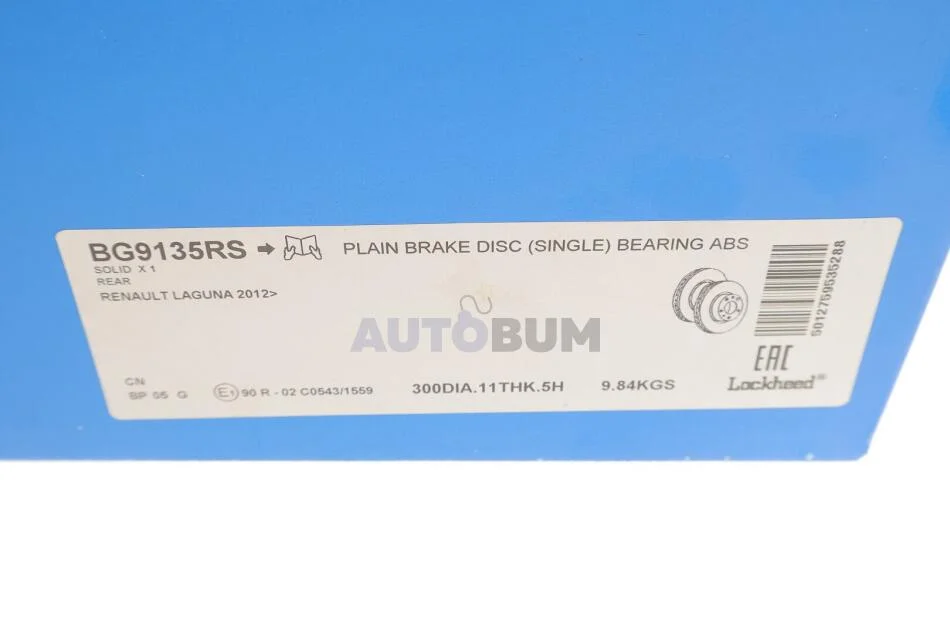 BG9135RS
PLAIN BRAKE DISC (SINGLE) BEARING ABS
SOLID X 1
REAR
RENAULT LAGUNA 2012>
5012759535288
AUTOBUM
EAC
Lockheed®
CN
BP 05 G
E1 90 R - 02 C0543/1559
300DIA.11THK.5H
9.84KGS